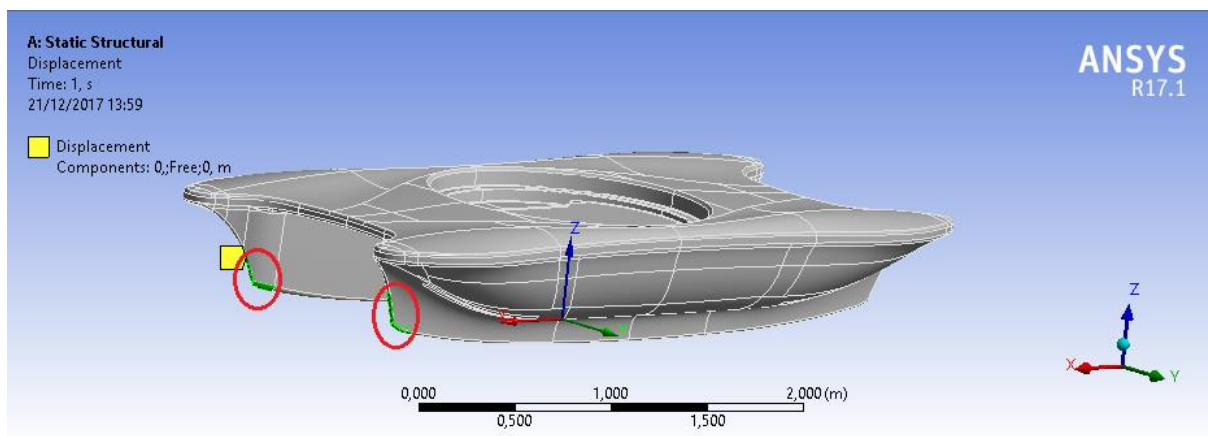 A: Static Structural
Displacement
Time: 1, s
21/12/2017 13:59
Displacement
Components: 0,;Free;0, m
ANSYS
R17.1
Z
Z
X
Y
0,000
1,000
2,000 (m)
0,500
1,500